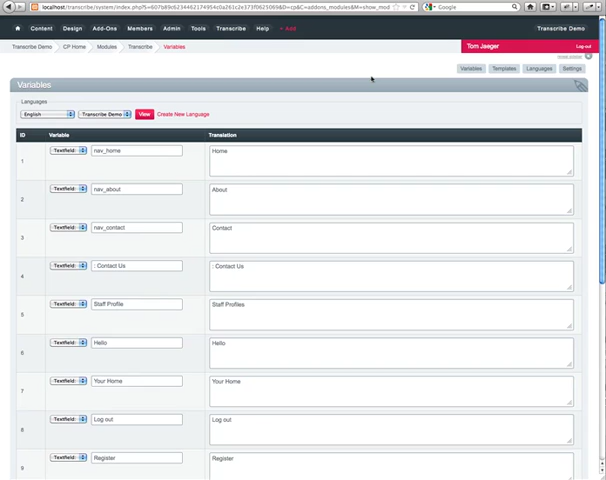 localhost/transcribe/system/index.php?S=607b89c6234462174954c0a261c2e373f0625069&D=cp&C=addons_modules&M=show_mod
Google
Content Design Add-Ons Members Admin Tools Transcribe Help + Add Transcribe Demo
Transcribe Demo CP Home Modules Transcribe Variables Tom Jaeger Log-out
Variables Templates Languages Settings
Variables
Languages
English Transcribe Demo View Create New Language
ID Variable Translation
1 Textfield: nav_home Home
2 Textfield: nav_about About
3 Textfield: nav_contact Contact
4 Textfield: : Contact Us : Contact Us
5 Textfield: Staff Profile Staff Profiles
6 Textfield: Hello Hello
7 Textfield: Your Home Your Home
8 Textfield: Log out Log out
9 Textfield: Register Register